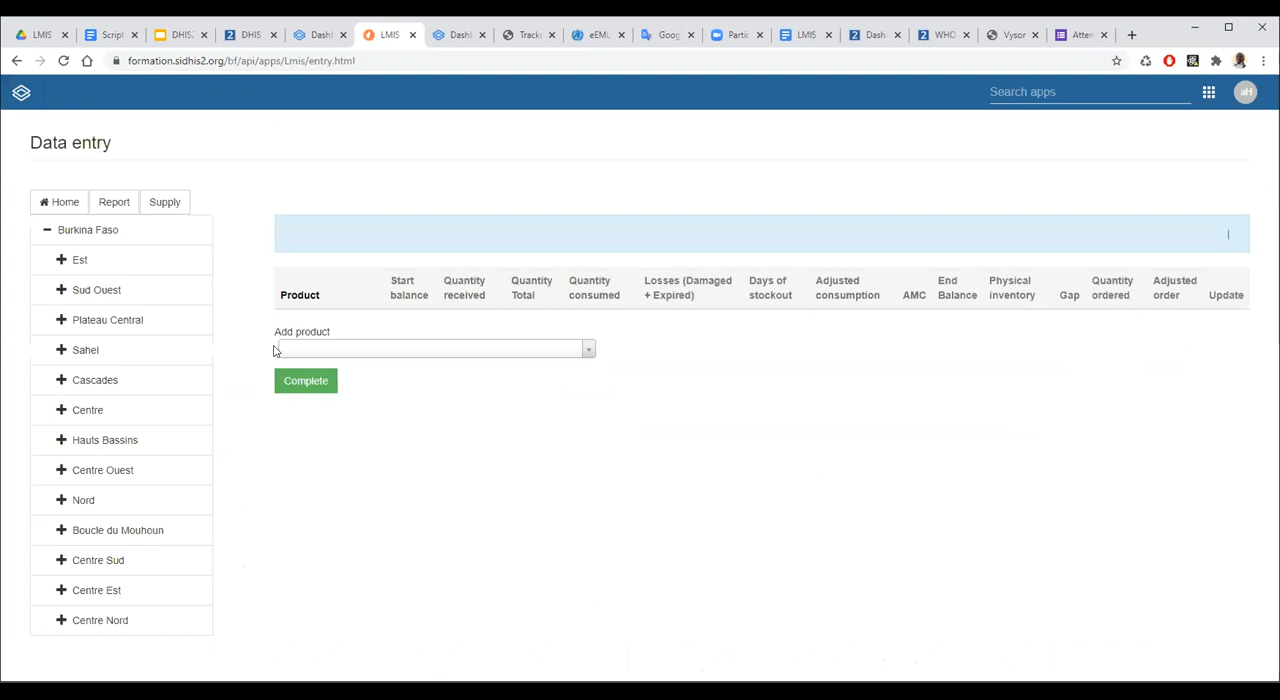 LMIS
Script
DHIS2
DHIS
Dashb
LMIS
Dashb
Tracke
eEML
Goog
Partic
LMIS
Dash
WHO
Vysor
Atten
formation.sidhis2.org/bf/api/apps/Lmis/entry.html
Search apps
aH
Data entry
Home
Report
Supply
Burkina Faso
Est
Sud Ouest
Plateau Central
Sahel
Cascades
Centre
Hauts Bassins
Centre Ouest
Nord
Boucle du Mouhoun
Centre Sud
Centre Est
Centre Nord
|
Product
Start
balance
Quantity
received
Quantity
Total
Quantity
consumed
Losses (Damaged
+ Expired)
Days of
stockout
Adjusted
consumption
AMC
End
Balance
Physical
inventory
Gap
Quantity
ordered
Adjusted
order
Update
Add product
Complete